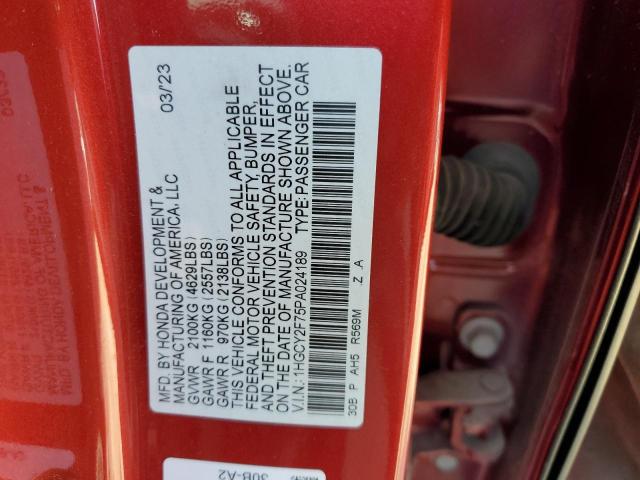 MFD. BY HONDA DEVELOPMENT &
MANUFACTURING OF AMERICA, LLC 03/'23
GVWR 2100KG (4629LBS)
GAWR F 1160KG (2557LBS)
GAWR R 970KG (2138LBS)
THIS VEHICLE CONFORMS TO ALL APPLICABLE
FEDERAL MOTOR VEHICLE SAFETY, BUMPER,
AND THEFT PREVENTION STANDARDS IN EFFECT
ON THE DATE OF MANUFACTURE SHOWN ABOVE.
V.I.N.: 1HGCY2F75PA024189 TYPE: PASSENGER CAR
30B P AH5 R569M Z .A
30B-A2